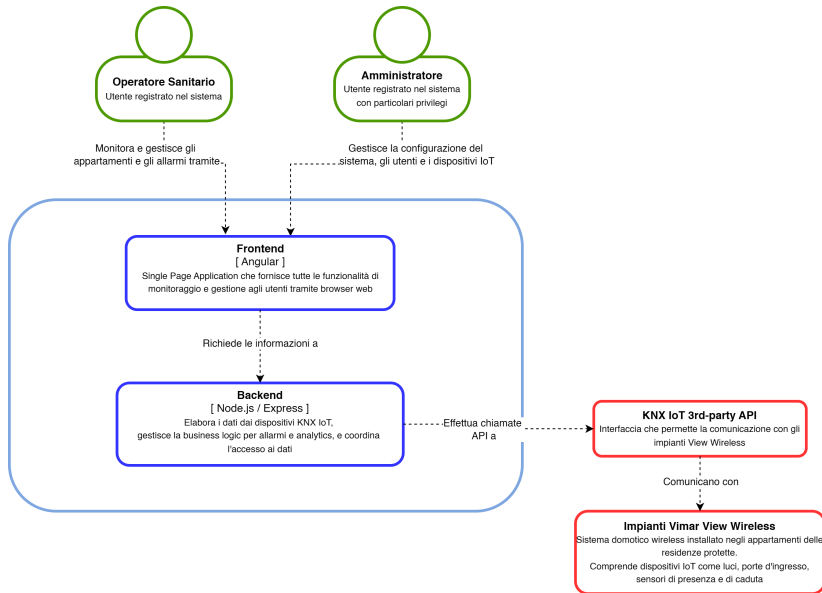 Operatore Sanitario
Utente registrato nel sistema
Amministratore
Utente registrato nel sistema
con particolari privilegi
Monitora e gestisce gli
appartamenti e gli allarmi tramite
Gestisce la configurazione del
sistema, gli utenti e i dispositivi IoT
Frontend
[ Angular ]
Single Page Application che fornisce tutte le funzionalità di
monitoraggio e gestione agli utenti tramite browser web
Richiede le informazioni a
Backend
[ Node.js / Express ]
Elabora i dati dai dispositivi KNX IoT,
gestisce la business logic per allarmi e analytics, e coordina
l'accesso ai dati
Effettua chiamate
API a
KNX IoT 3rd-party API
Interfaccia che permette la comunicazione con gli
impianti View Wireless
Comunicano con
Impianti Vimar View Wireless
Sistema domotico wireless installato negli appartamenti delle
residenze protette.
Comprende dispositivi IoT come luci, porte d'ingresso,
sensori di presenza e di caduta